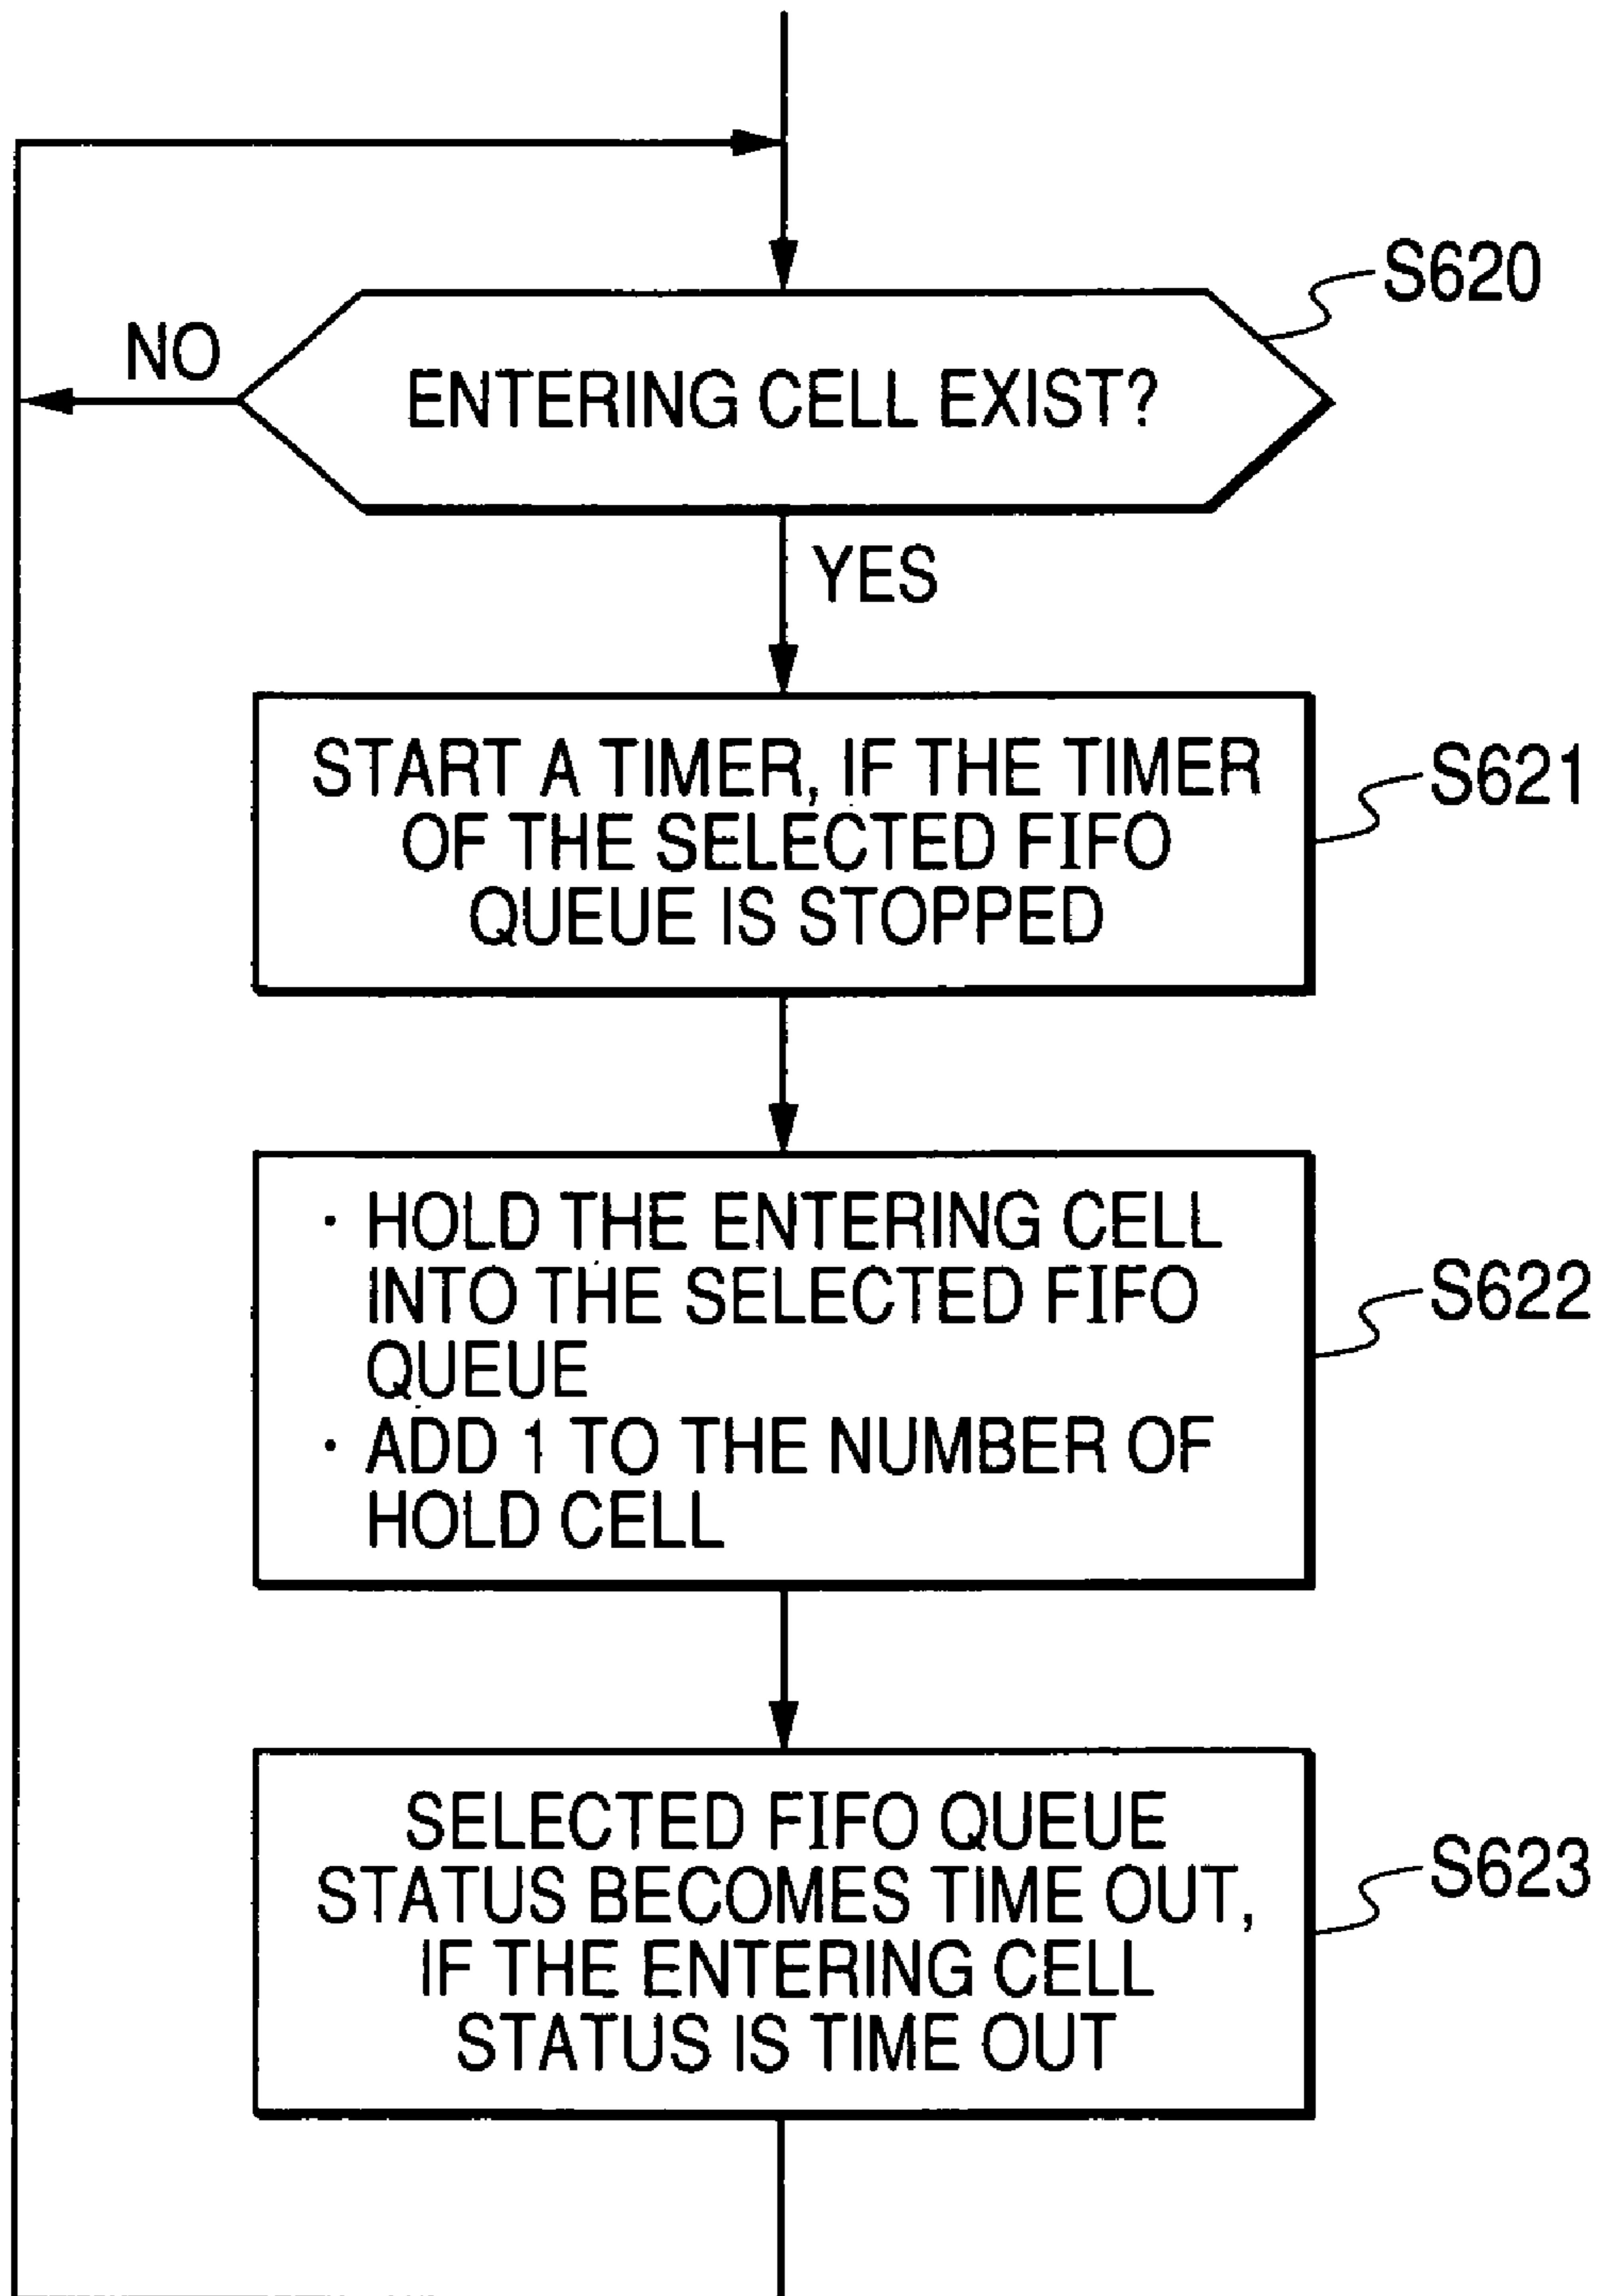 S620
NO
ENTERING CELL EXIST?
YES
START A TIMER, IF THE TIMER
OF THE SELECTED FIFO
QUEUE IS STOPPED
S621
· HOLD THE ENTERING CELL
INTO THE SELECTED FIFO
QUEUE
· ADD 1 TO THE NUMBER OF
HOLD CELL
S622
SELECTED FIFO QUEUE
STATUS BECOMES TIME OUT,
IF THE ENTERING CELL
STATUS IS TIME OUT
S623